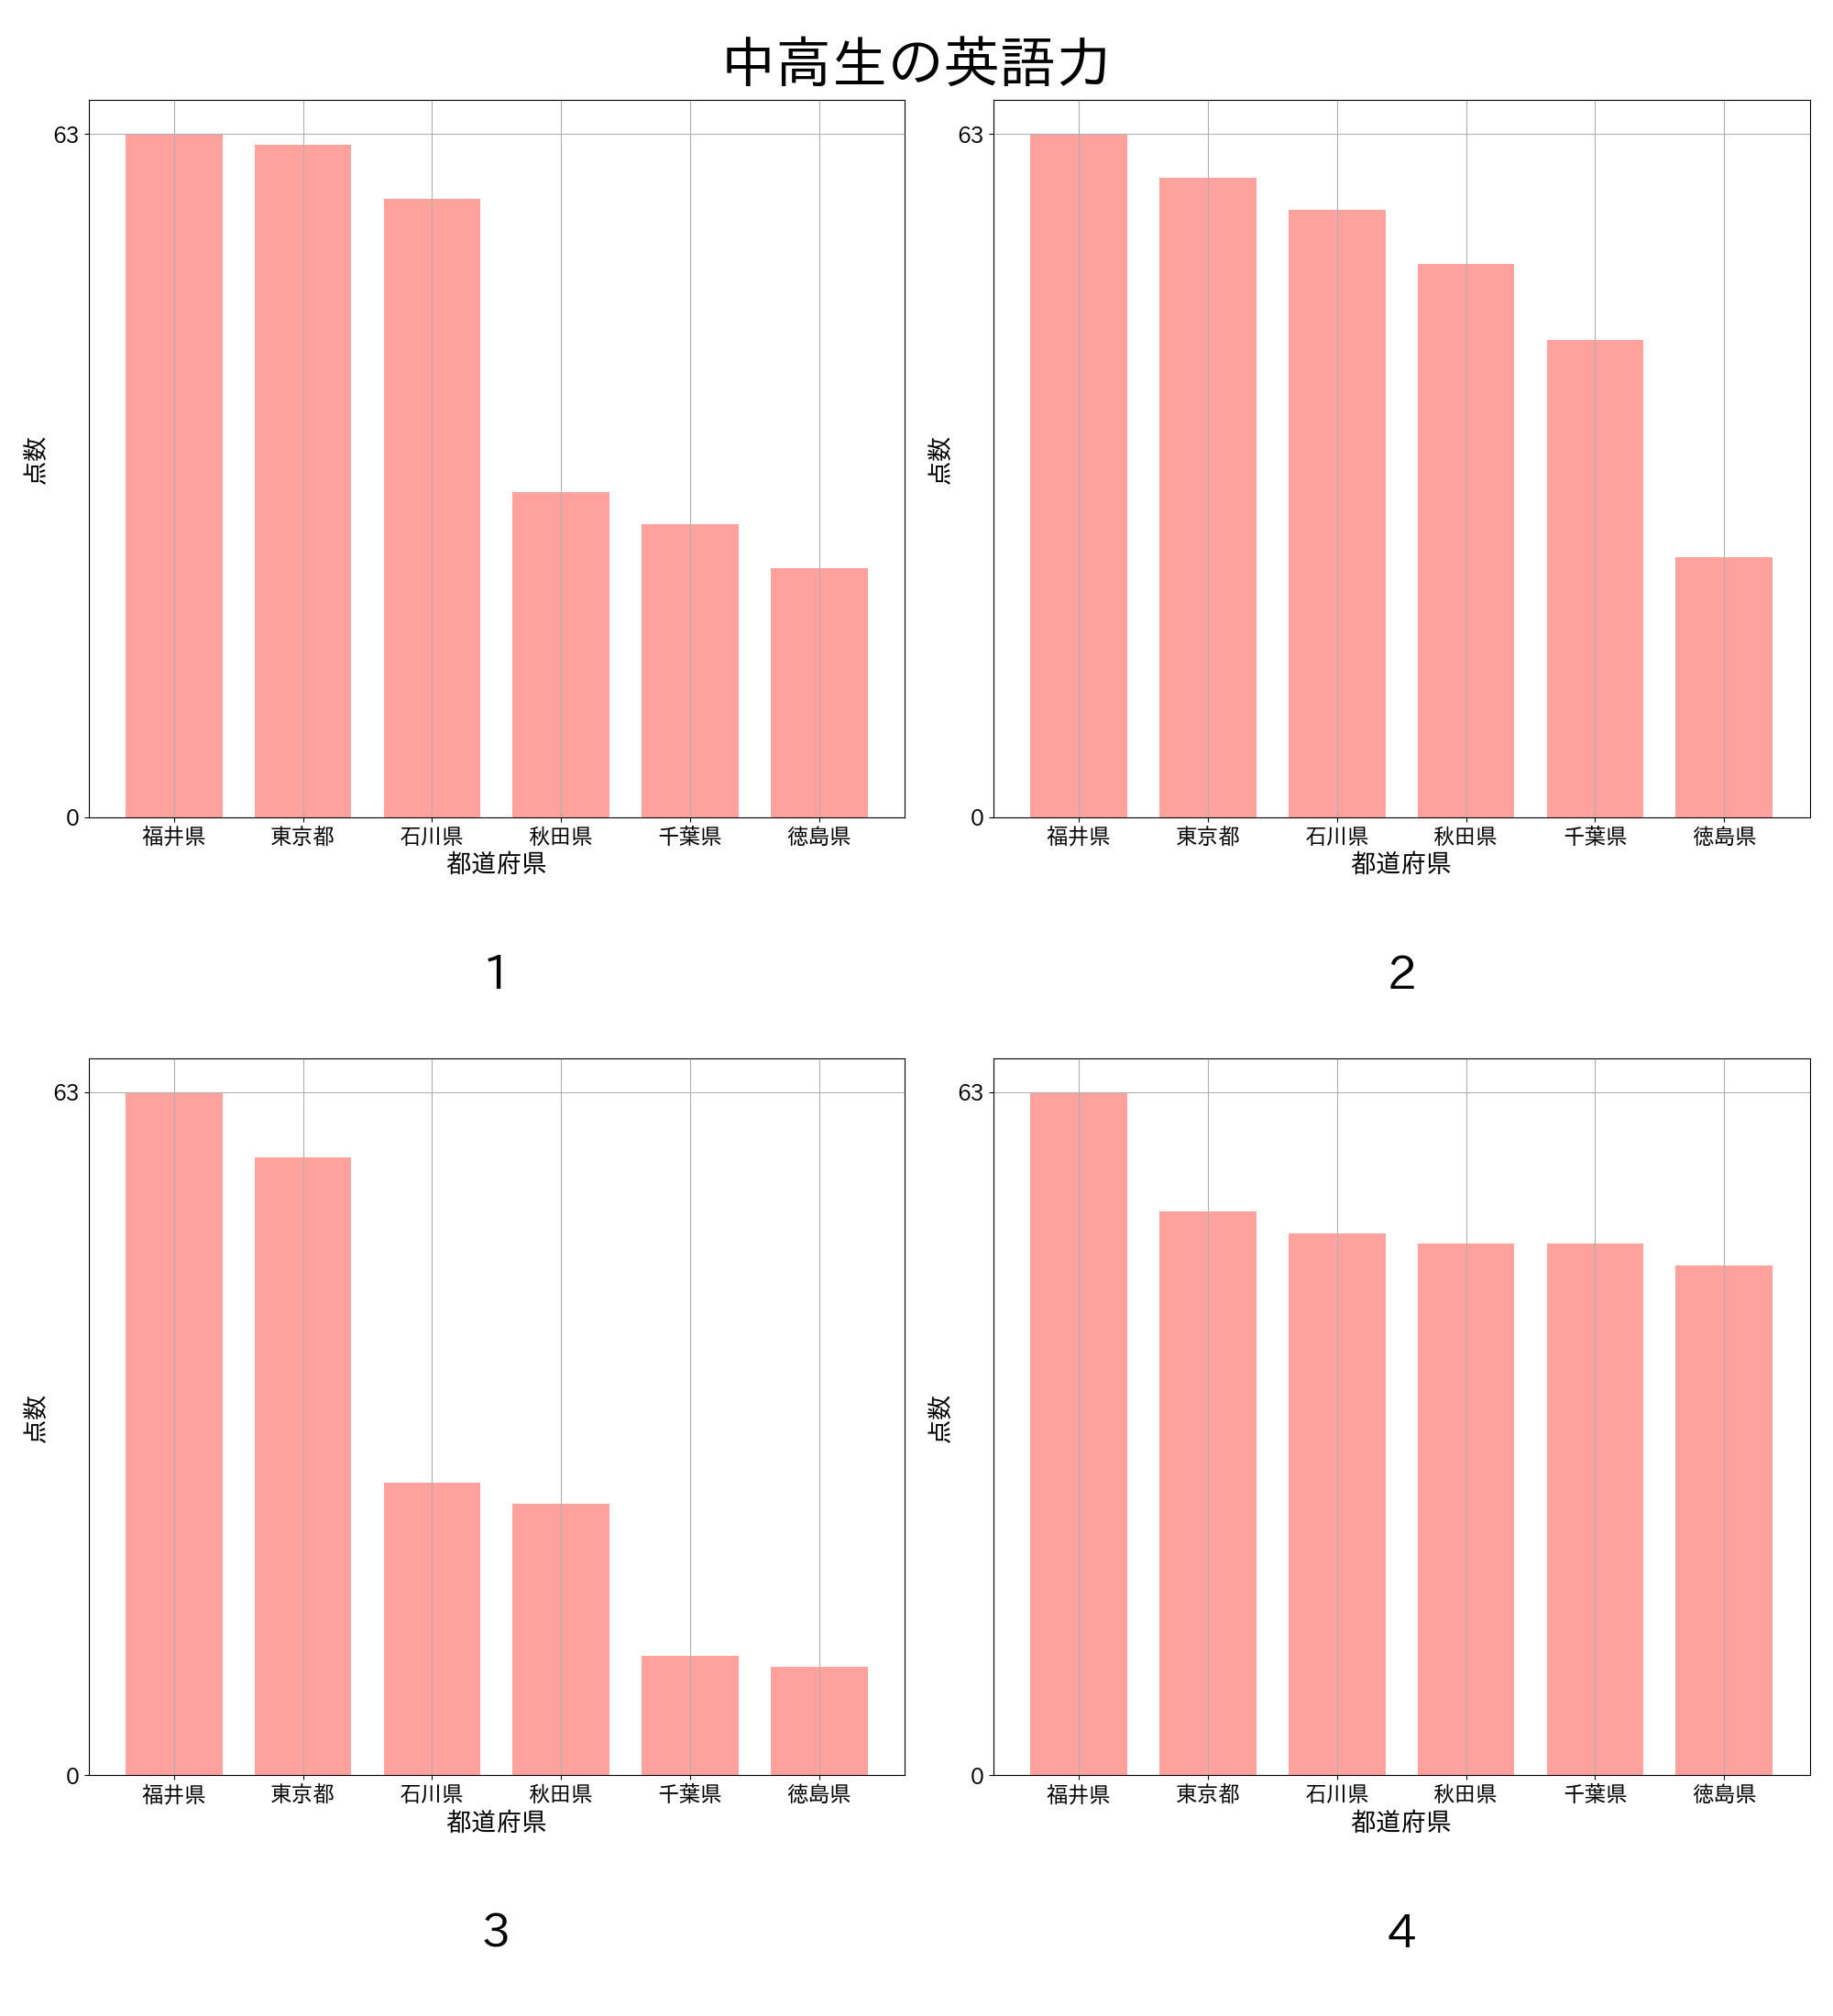 中高生の英語力
63
点数
0
福井県 東京都 石川県 秋田県 千葉県 徳島県
都道府県
1
63
点数
0
福井県 東京都 石川県 秋田県 千葉県 徳島県
都道府県
2
63
点数
0
福井県 東京都 石川県 秋田県 千葉県 徳島県
都道府県
3
63
点数
0
福井県 東京都 石川県 秋田県 千葉県 徳島県
都道府県
4